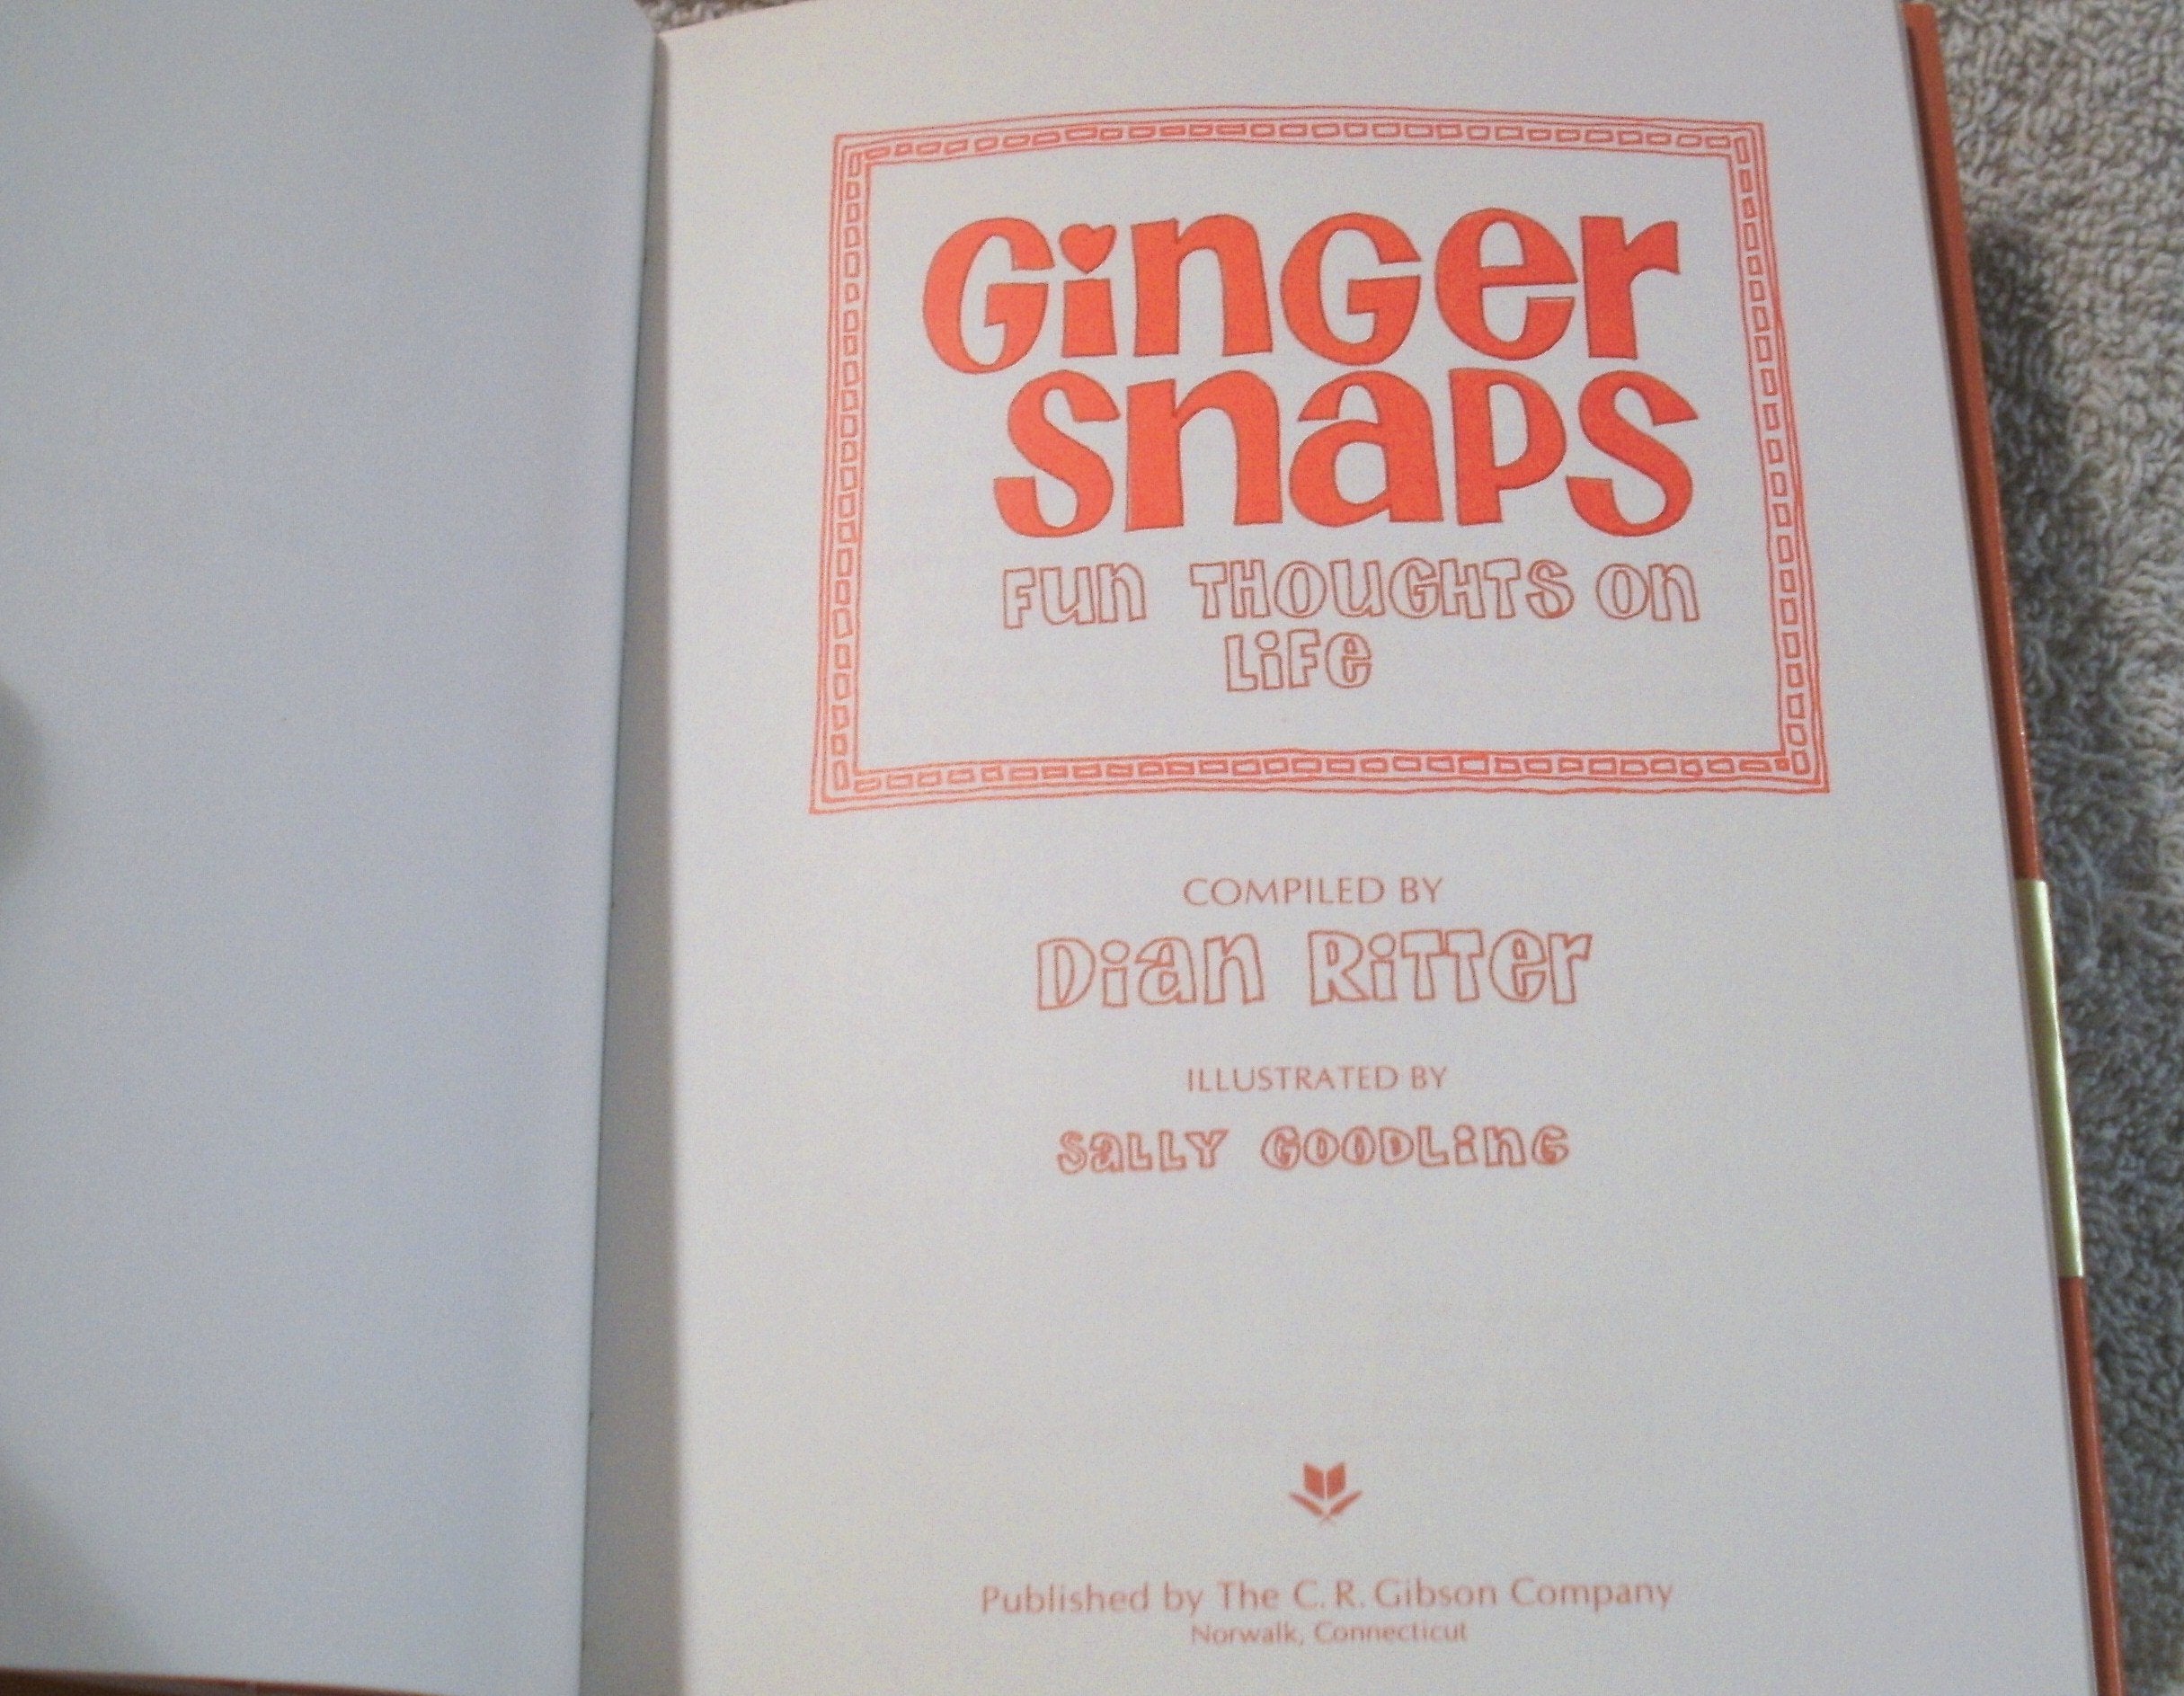 GinGer
snaps
Fun THOuGHTS On
LiFe
COMPILED BY
Dian RiTTer
ILLUSTRATED BY
SaLLY GOODLinG
Published by The C. R. Gibson Company
Norwalk, Connecticut